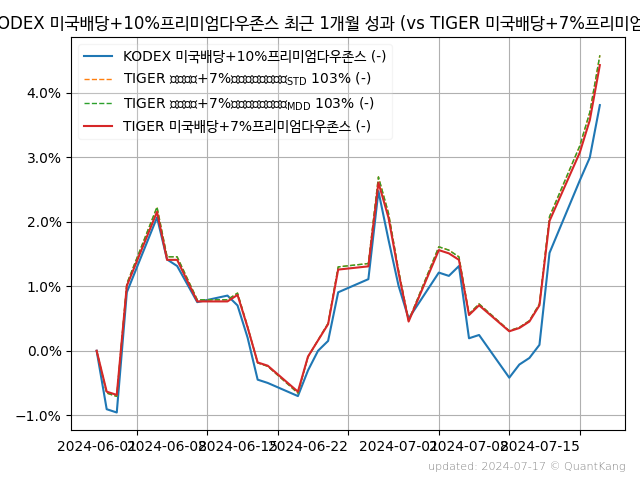 ODEX 미국배당+10%프리미엄다우존스 최근 1개월 성과 (vs TIGER 미국배당+7%프리미엄
KODEX 미국배당+10%프리미엄다우존스 (-)
TIGER □□□□+7%□□□□□□□□STD 103% (-)
TIGER □□□□+7%□□□□□□□□MDD 103% (-)
TIGER 미국배당+7%프리미엄다우존스 (-)
4.0%
3.0%
2.0%
1.0%
0.0%
−1.0%
2024-06-01 2024-06-08 2024-06-15 2024-06-22 2024-07-01 2024-07-08 2024-07-15
updated: 2024-07-17 © QuantKang